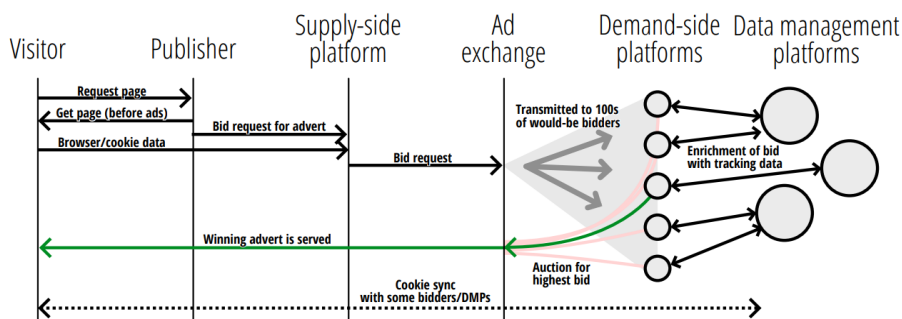 Visitor
Publisher
Supply-side
platform
Ad
exchange
Demand-side
platforms
Data management
platforms
Request page
Get page (before ads)
Bid request for advert
Browser/cookie data
Bid request
Transmitted to 100s
of would-be bidders
Enrichment of bid
with tracking data
Winning advert is served
Auction for
highest bid
Cookie sync
with some bidders/DMPs